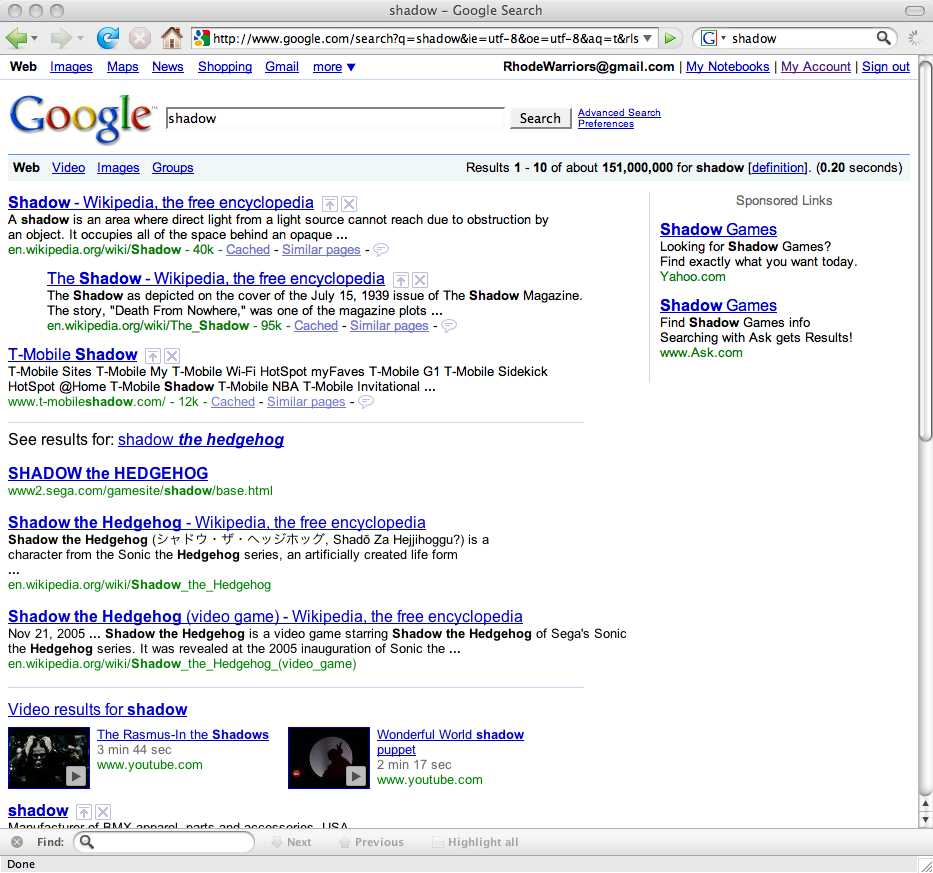 shadow - Google Search
http://www.google.com/search?q=shadow&ie=utf-8&oe=utf-8&aq=t&rls
shadow
Web Images Maps News Shopping Gmail more ▼ RhodeWarriors@gmail.com | My Notebooks | My Account | Sign out
Google™ shadow Search Advanced Search
Preferences
Web Video Images Groups Results 1 - 10 of about 151,000,000 for shadow [definition]. (0.20 seconds)
Shadow - Wikipedia, the free encyclopedia
A shadow is an area where direct light from a light source cannot reach due to obstruction by
an object. It occupies all of the space behind an opaque ...
en.wikipedia.org/wiki/Shadow - 40k - Cached - Similar pages -
The Shadow - Wikipedia, the free encyclopedia
The Shadow as depicted on the cover of the July 15, 1939 issue of The Shadow Magazine.
The story, "Death From Nowhere," was one of the magazine plots ...
en.wikipedia.org/wiki/The_Shadow - 95k - Cached - Similar pages -
T-Mobile Shadow
T-Mobile Sites T-Mobile My T-Mobile Wi-Fi HotSpot myFaves T-Mobile G1 T-Mobile Sidekick
HotSpot @Home T-Mobile Shadow T-Mobile NBA T-Mobile Invitational ...
www.t-mobileshadow.com/ - 12k - Cached - Similar pages -
See results for: shadow the hedgehog
SHADOW the HEDGEHOG
www2.sega.com/gamesite/shadow/base.html
Shadow the Hedgehog - Wikipedia, the free encyclopedia
Shadow the Hedgehog (シャドウ・ザ・ヘッジホッグ, Shadō Za Hejjihoggu?) is a
character from the Sonic the Hedgehog series, an artificially created life form
...
en.wikipedia.org/wiki/Shadow_the_Hedgehog
Shadow the Hedgehog (video game) - Wikipedia, the free encyclopedia
Nov 21, 2005 ... Shadow the Hedgehog is a video game starring Shadow the Hedgehog of Sega's Sonic
the Hedgehog series. It was revealed at the 2005 inauguration of Sonic the ...
en.wikipedia.org/wiki/Shadow_the_Hedgehog_(video_game)
Video results for shadow
The Rasmus-In the Shadows
3 min 44 sec
www.youtube.com
Wonderful World shadow
puppet
2 min 17 sec
www.youtube.com
shadow
Manufacturer of BMX apparel, parts and accessories. USA.
Sponsored Links
Shadow Games
Looking for Shadow Games?
Find exactly what you want today.
Yahoo.com
Shadow Games
Find Shadow Games info
Searching with Ask gets Results!
www.Ask.com
Find: Next Previous Highlight all
Done